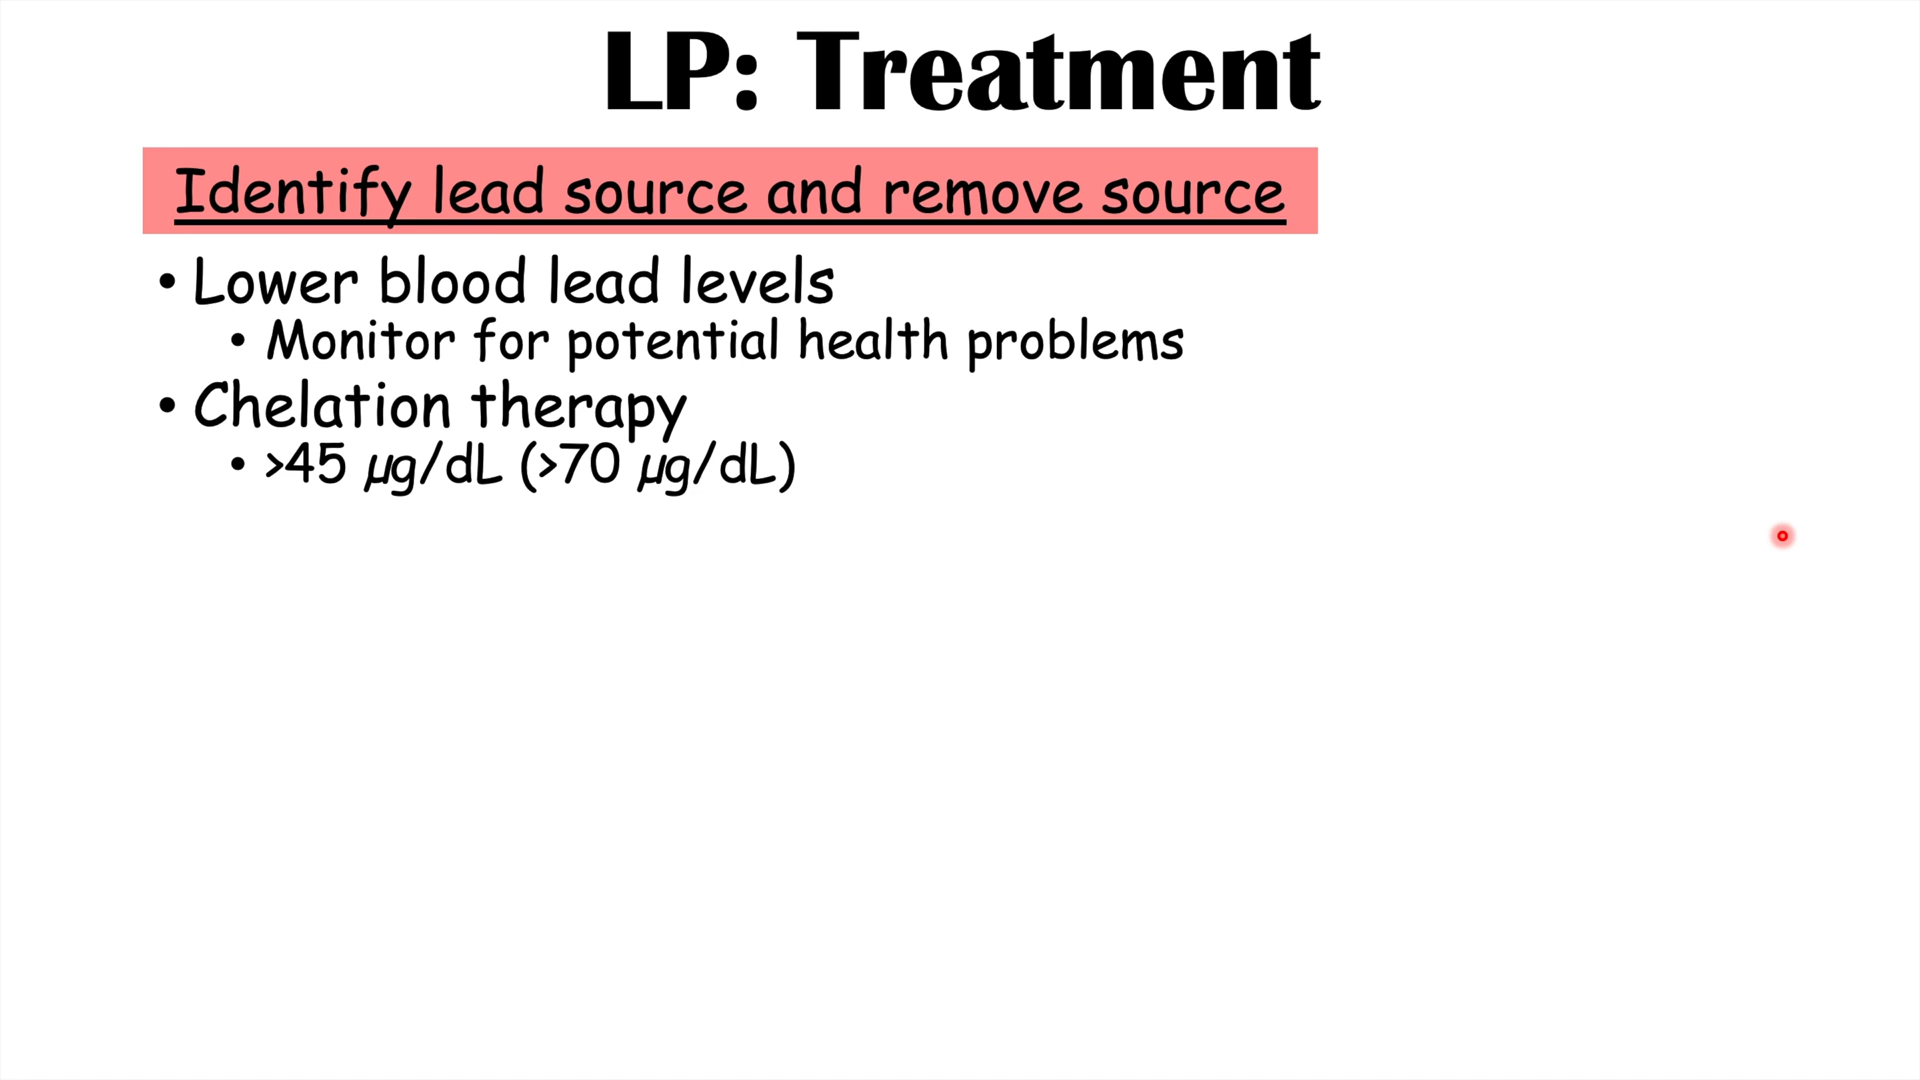 LP: Treatment
Identify lead source and remove source
• Lower blood lead levels
• Monitor for potential health problems
• Chelation therapy
• >45 µg/dL (>70 µg/dL)